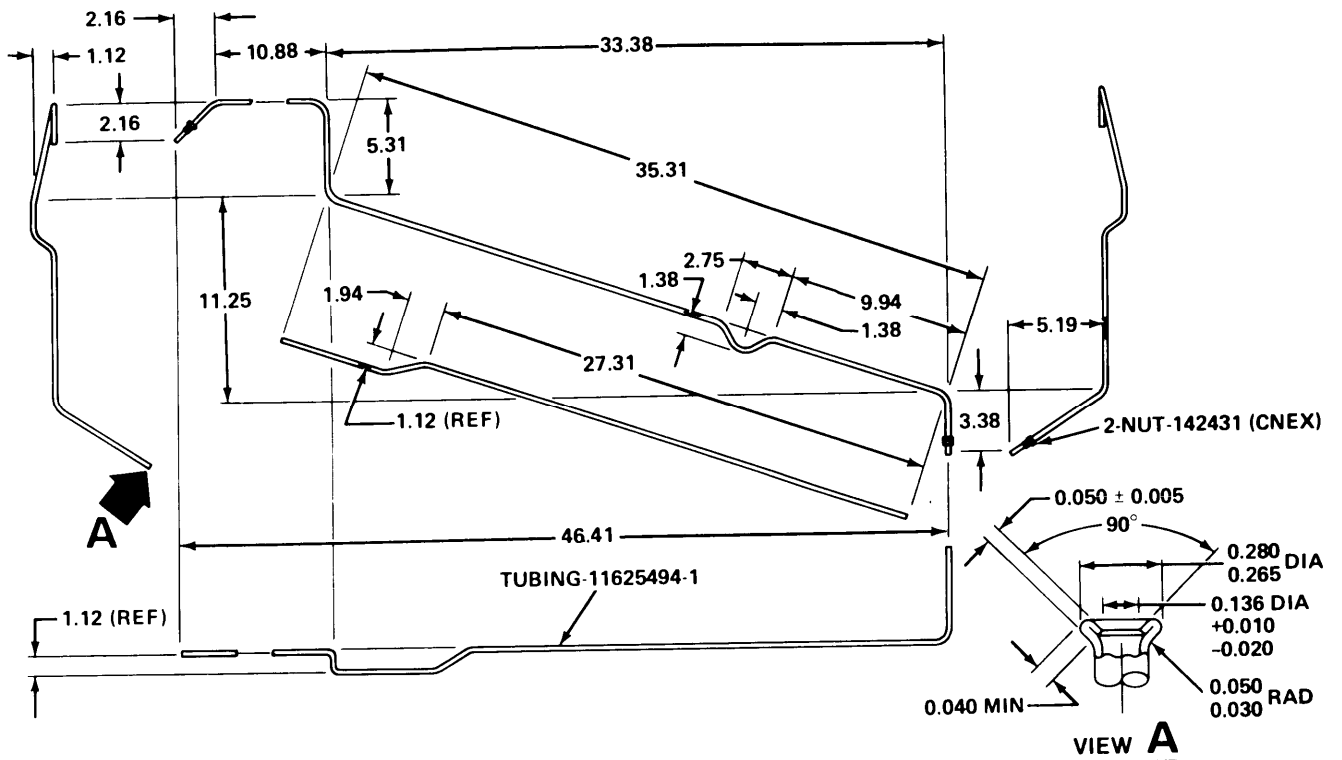 2.16
1.12
10.88
33.38
2.16
5.31
35.31
2.75
1.38
9.94
1.38
11.25
1.94
27.31
5.19
1.12 (REF)
3.38
2-NUT-142431 (CNEX)
A
46.41
TUBING-11625494-1
1.12 (REF)
0.050 ± 0.005
90°
0.280
0.265 DIA
0.136 DIA
+0.010
-0.020
0.050
0.030 RAD
0.040 MIN
VIEW A